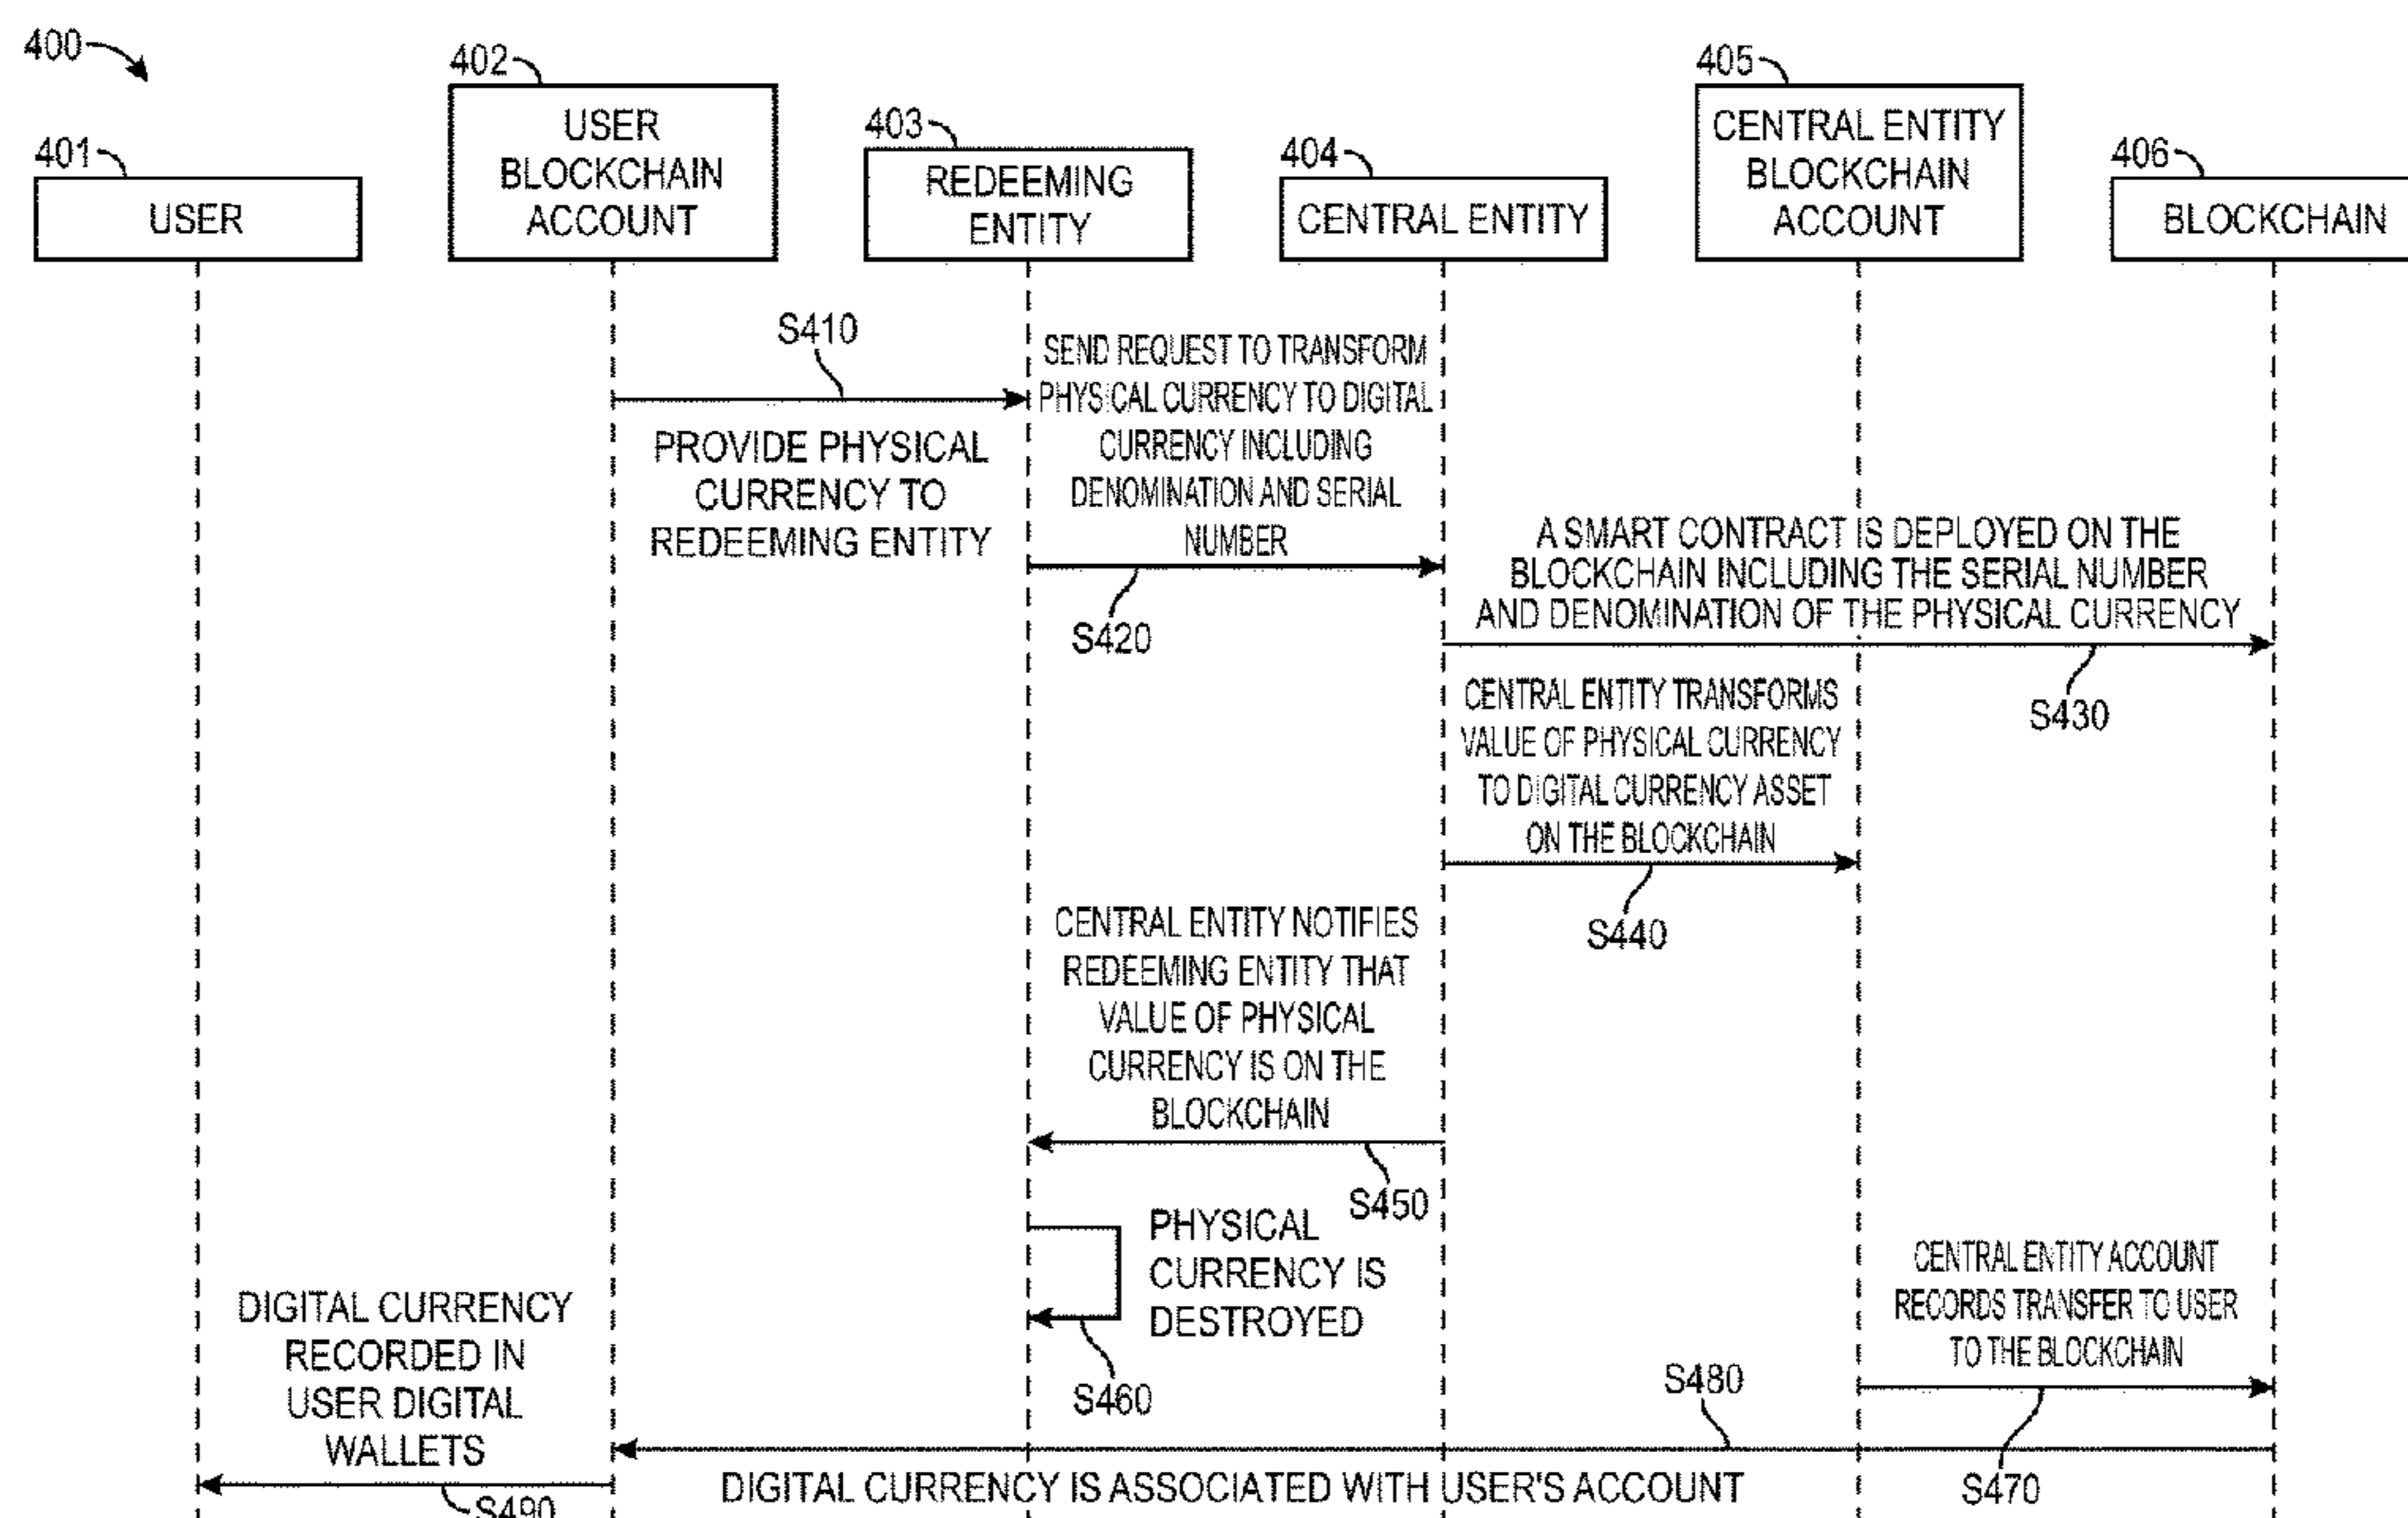 400
401
USER
402
USER
BLOCKCHAIN
ACCOUNT
403
REDEEMING
ENTITY
404
CENTRAL ENTITY
405
CENTRAL ENTITY
BLOCKCHAIN
ACCOUNT
406
BLOCKCHAIN
S410
PROVIDE PHYSICAL
CURRENCY TO
REDEEMING ENTITY
SEND REQUEST TO TRANSFORM
PHYSICAL CURRENCY TO DIGITAL
CURRENCY INCLUDING
DENOMINATION AND SERIAL
NUMBER
S420
A SMART CONTRACT IS DEPLOYED ON THE
BLOCKCHAIN INCLUDING THE SERIAL NUMBER
AND DENOMINATION OF THE PHYSICAL CURRENCY
S430
CENTRAL ENTITY TRANSFORMS
VALUE OF PHYSICAL CURRENCY
TO DIGITAL CURRENCY ASSET
ON THE BLOCKCHAIN
S440
CENTRAL ENTITY NOTIFIES
REDEEMING ENTITY THAT
VALUE OF PHYSICAL
CURRENCY IS ON THE
BLOCKCHAIN
S450
PHYSICAL
CURRENCY IS
DESTROYED
S460
CENTRAL ENTITY ACCOUNT
RECORDS TRANSFER TO USER
TO THE BLOCKCHAIN
S470
S480
DIGITAL CURRENCY IS ASSOCIATED WITH USER'S ACCOUNT
DIGITAL CURRENCY
RECORDED IN
USER DIGITAL
WALLETS
S490